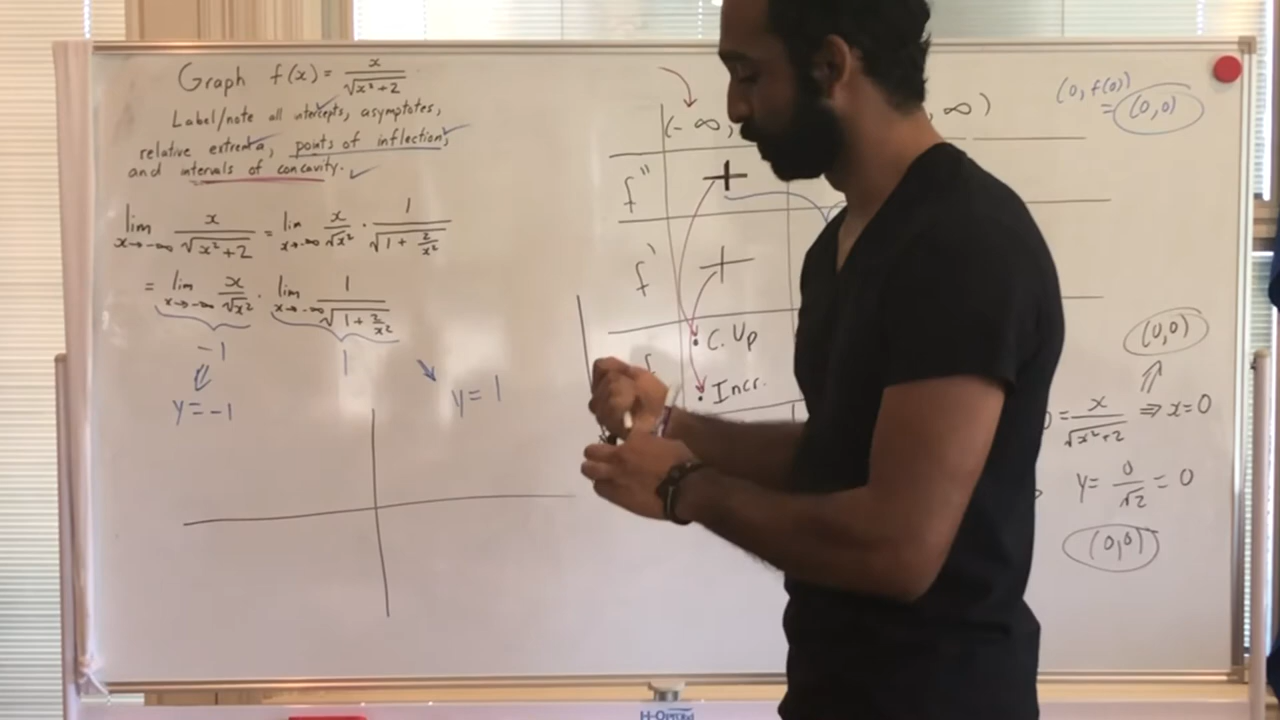 Graph f(x) = x/√(x²+2)
Label/note all intercepts, asymptotes,
relative extrema, points of inflection,
and intervals of concavity.
lim x→-∞ x/√(x²+2) = lim x→-∞ x/√x² · 1/√(1+2/x²)
= lim x→-∞ x/√x² · lim x→-∞ 1/√(1+2/x²)
-1
1
y=-1
y=1
(-∞, , ∞)
f"
+
f'
+
f
C. Up
Incr.
(0, f(0))
= (0,0)
(0,0)
0 = x/√(x²+2) ⇒ x=0
y= 0/√2 = 0
(0,0)